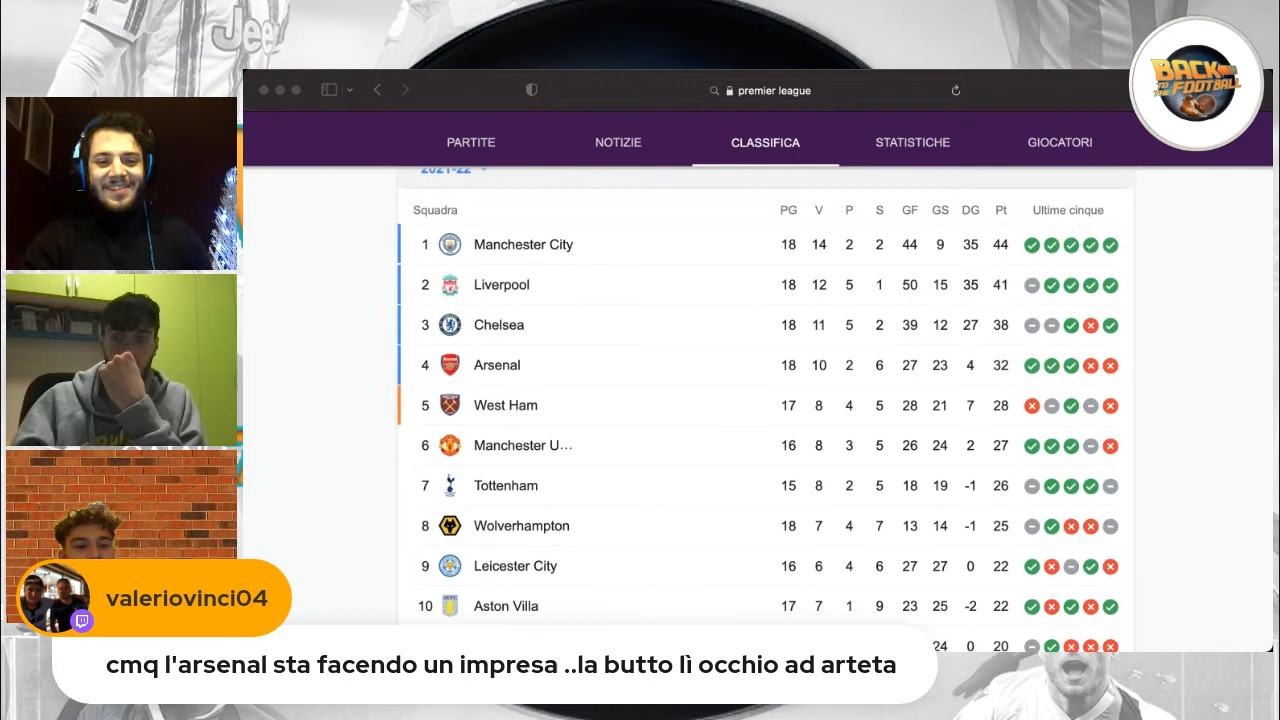 Jeep
BACK
TO THE
FOOTBALL
premier league
PARTITE NOTIZIE CLASSIFICA STATISTICHE GIOCATORI
2021-22
Squadra PG V P S GF GS DG Pt Ultime cinque
1 Manchester City 18 14 2 2 44 9 35 44
2 Liverpool 18 12 5 1 50 15 35 41
3 Chelsea 18 11 5 2 39 12 27 38
4 Arsenal 18 10 2 6 27 23 4 32
5 West Ham 17 8 4 5 28 21 7 28
6 Manchester U... 16 8 3 5 26 24 2 27
7 Tottenham 15 8 2 5 18 19 -1 26
8 Wolverhampton 18 7 4 7 13 14 -1 25
9 Leicester City 16 6 4 6 27 27 0 22
10 Aston Villa 17 7 1 9 23 25 -2 22
24 0 20
valeriovinci04
cmq l'arsenal sta facendo un impresa ..la butto lì occhio ad arteta